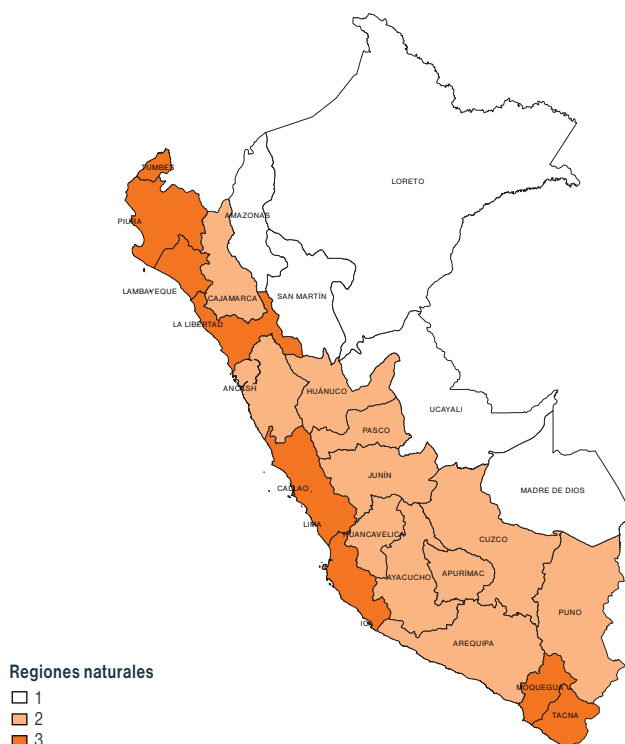 LORETO
TUMBES
AMAZONAS
PIURA
LAMBAYEQUE
CAJAMARCA
SAN MARTÍN
LA LIBERTAD
ANCASH
HUÁNUCO
UCAYALI
PASCO
JUNÍN
CALLAO
MADRE DE DIOS
LIMA
HUANCAVELICA
CUZCO
AYACUCHO
APURÍMAC
PUNO
ICA
AREQUIPA
MOQUEGUA
TACNA
Regiones naturales
1
2
3